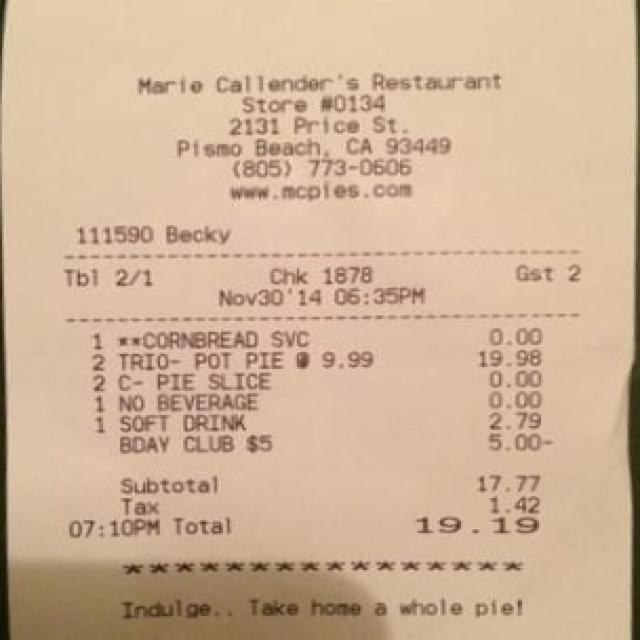 Marie Callender's Restaurant
Store #0134
2131 Price St.
Pismo Beach, CA 93449
(805) 773-0606
www.mcpies.com
111590 Becky
Tbl 2/1 Chk 1878 Gst 2
Nov30'14 06:35PM
1 **CORNBREAD SVC 0.00
2 TRIO- POT PIE @ 9.99 19.98
2 C- PIE SLICE 0.00
1 NO BEVERAGE 0.00
1 SOFT DRINK 2.79
BDAY CLUB $5 5.00-
Subtotal 17.77
Tax 1.42
07:10PM Total 19.19
****************
Indulge.. Take home a whole pie!